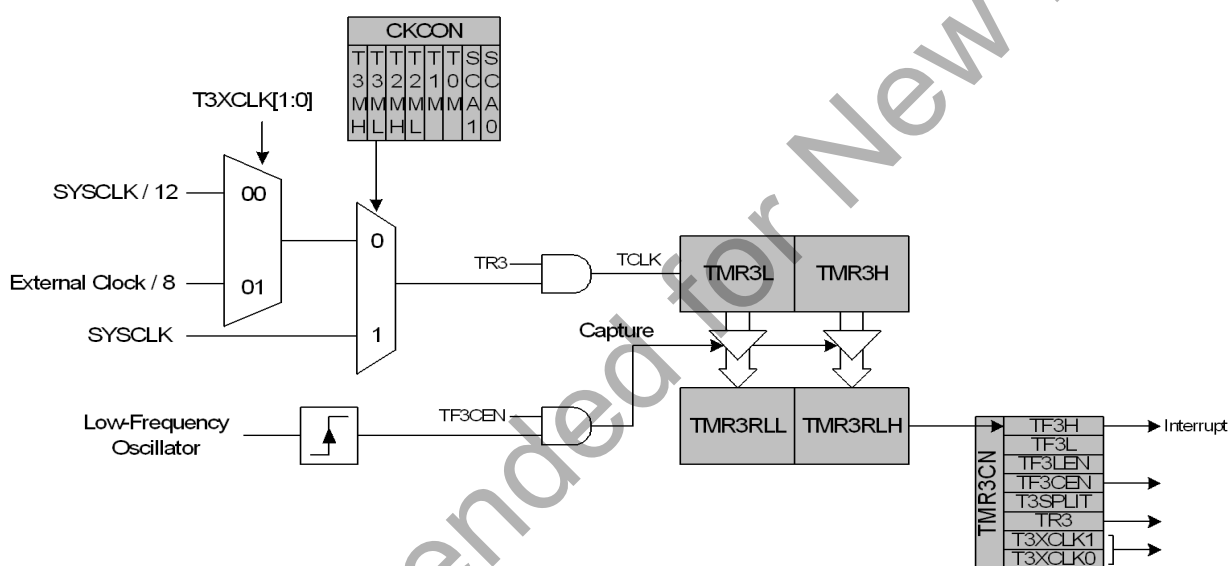 CKCON
T3MH T3ML T2MH T2ML T1M T0M SCA1 SCA0
T3XCLK[1:0]
SYSCLK / 12
00
External Clock / 8
01
SYSCLK
0
1
TR3
TCLK
TMR3L
TMR3H
Capture
Low-Frequency
Oscillator
TF3CEN
TMR3RLL
TMR3RLH
TMR3CN
TF3H
Interrupt
TF3L
TF3LEN
TF3CEN
T3SPLIT
TR3
T3XCLK1
T3XCLK0
ended for New